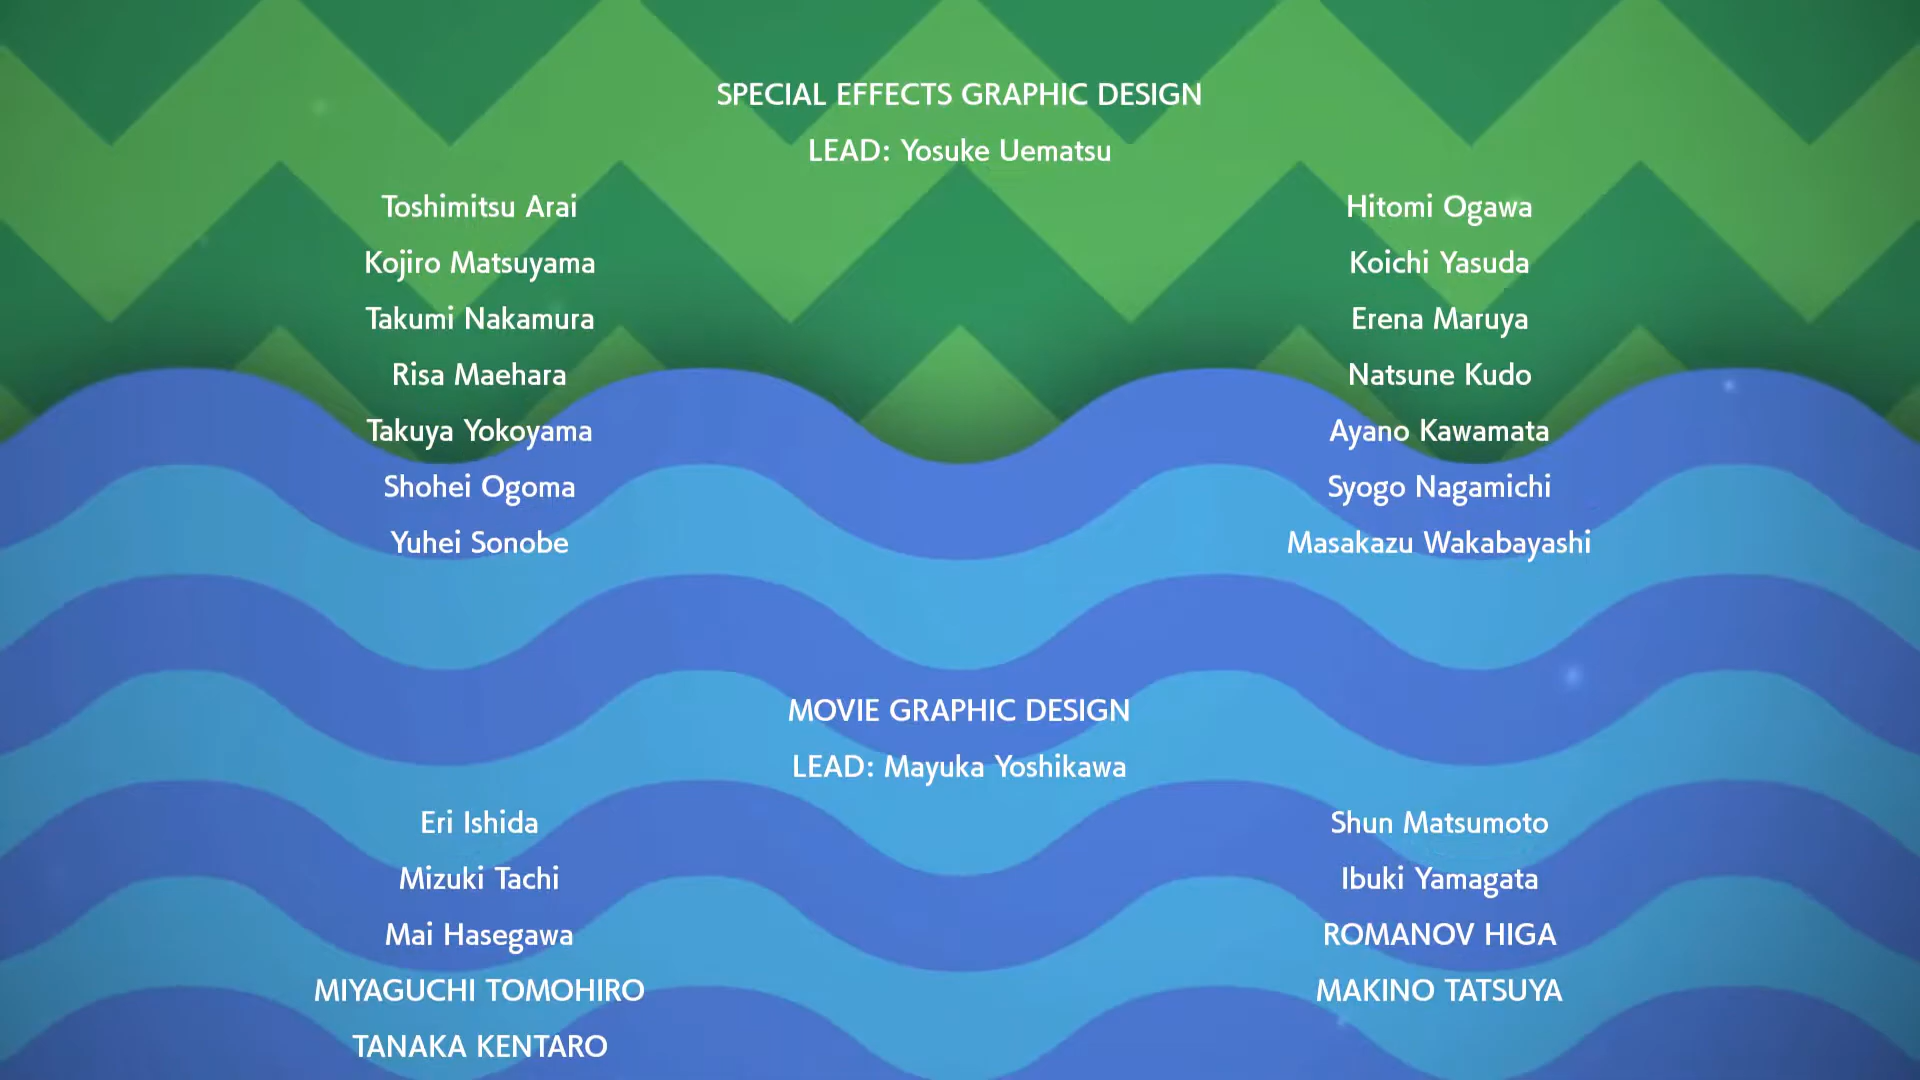 SPECIAL EFFECTS GRAPHIC DESIGN
LEAD: Yosuke Uematsu
Toshimitsu Arai
Hitomi Ogawa
Kojiro Matsuyama
Koichi Yasuda
Takumi Nakamura
Erena Maruya
Risa Maehara
Natsune Kudo
Takuya Yokoyama
Ayano Kawamata
Shohei Ogoma
Syogo Nagamichi
Yuhei Sonobe
Masakazu Wakabayashi
MOVIE GRAPHIC DESIGN
LEAD: Mayuka Yoshikawa
Eri Ishida
Shun Matsumoto
Mizuki Tachi
Ibuki Yamagata
Mai Hasegawa
ROMANOV HIGA
MIYAGUCHI TOMOHIRO
MAKINO TATSUYA
TANAKA KENTARO